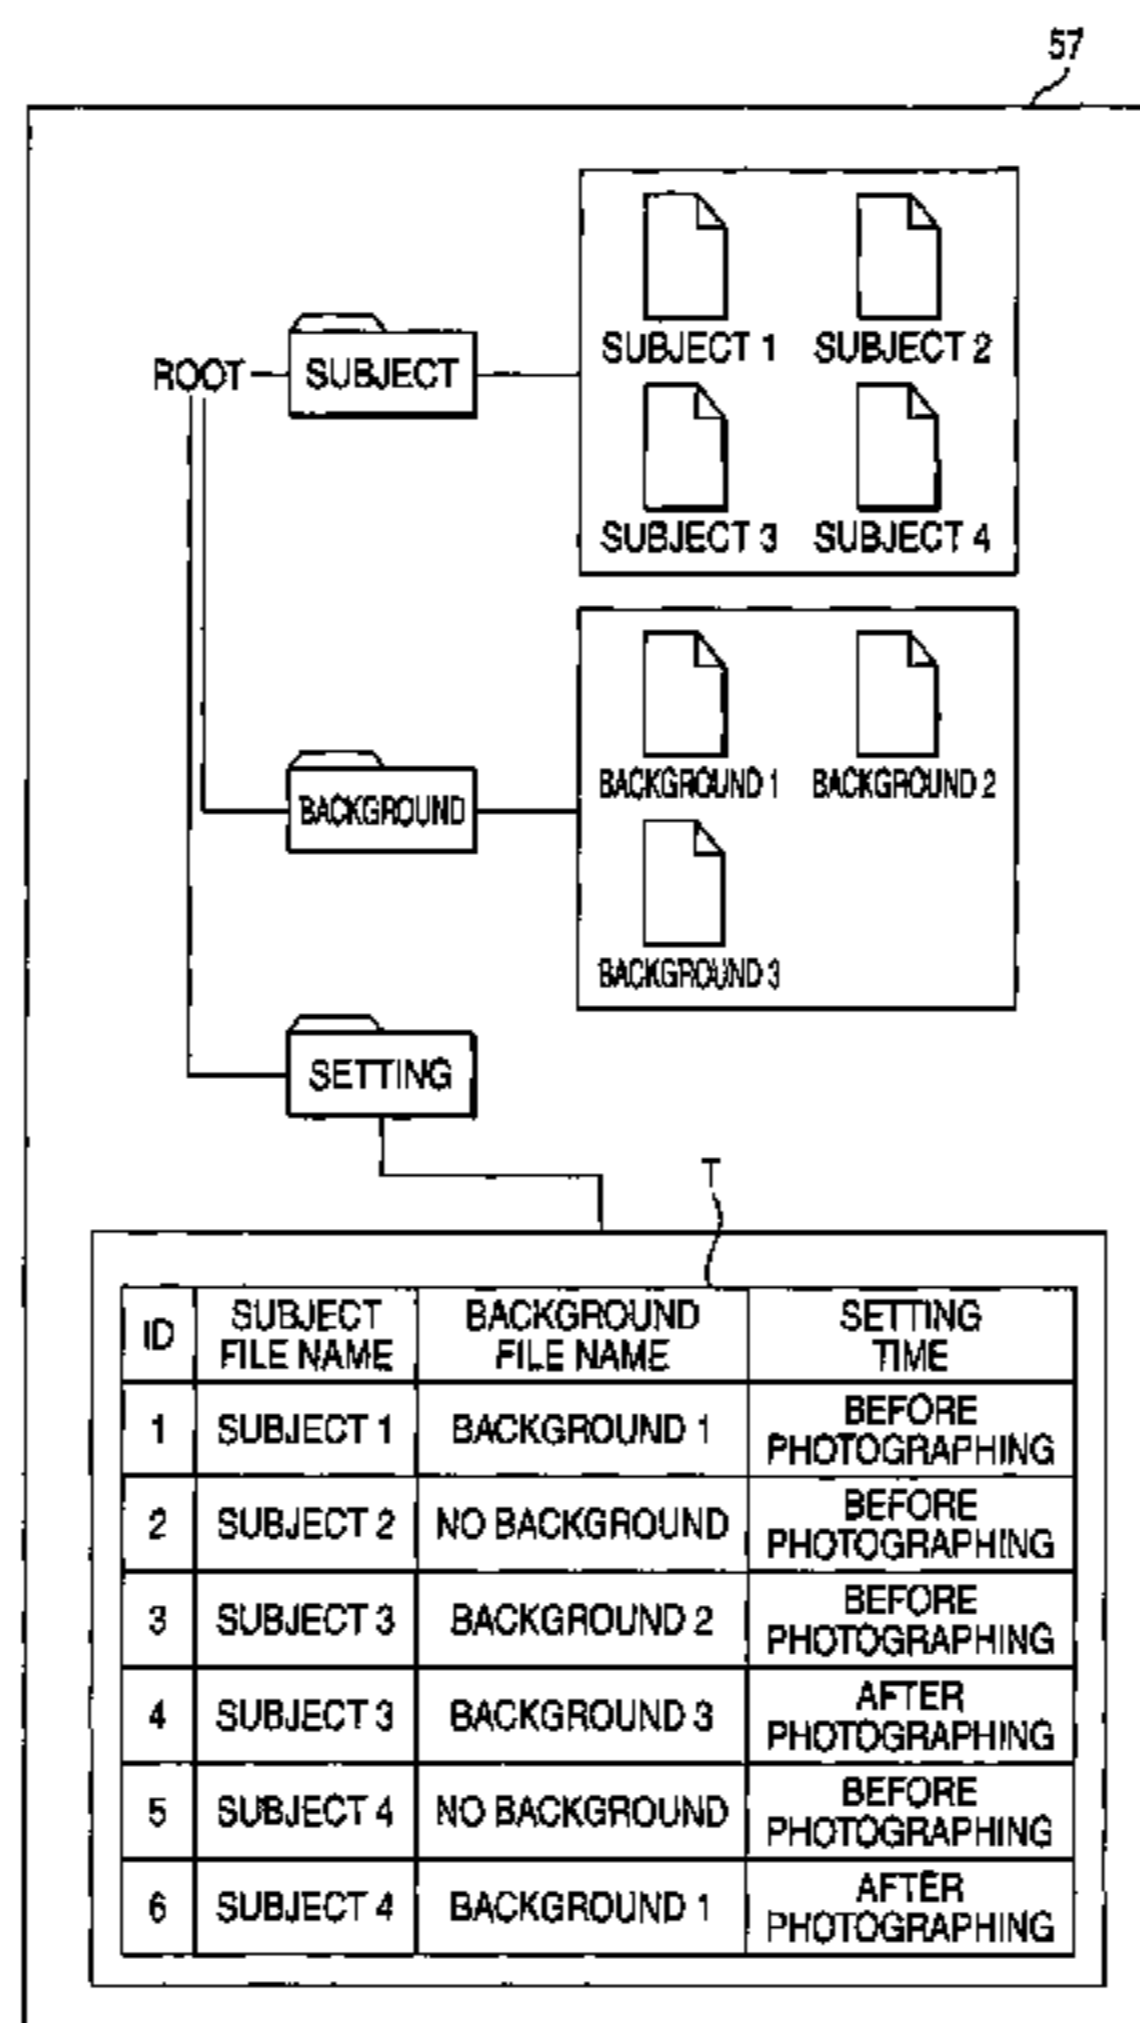 57
SUBJECT 1 SUBJECT 2
ROOT SUBJECT
SUBJECT 3 SUBJECT 4
BACKGROUND 1 BACKGROUND 2
BACKGROUND
BACKGROUND 3
SETTING
T
ID SUBJECT FILE NAME BACKGROUND FILE NAME SETTING TIME
1 SUBJECT 1 BACKGROUND 1 BEFORE PHOTOGRAPHING
2 SUBJECT 2 NO BACKGROUND BEFORE PHOTOGRAPHING
3 SUBJECT 3 BACKGROUND 2 BEFORE PHOTOGRAPHING
4 SUBJECT 3 BACKGROUND 3 AFTER PHOTOGRAPHING
5 SUBJECT 4 NO BACKGROUND BEFORE PHOTOGRAPHING
6 SUBJECT 4 BACKGROUND 1 AFTER PHOTOGRAPHING